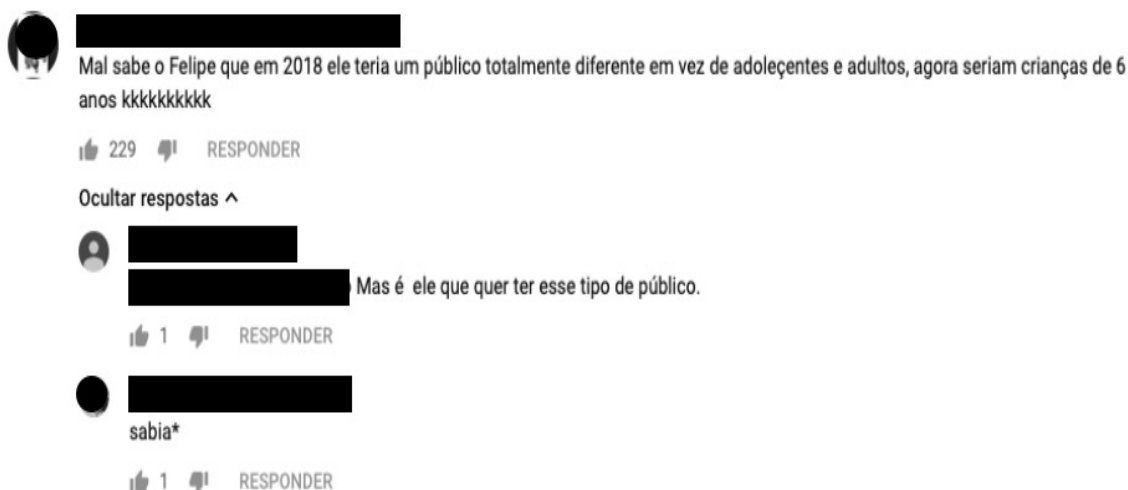 Mal sabe o Felipe que em 2018 ele teria um público totalmente diferente em vez de adoleçentes e adultos, agora seriam crianças de 6
anos kkkkkkkkkk
229 RESPONDER
Ocultar respostas
Mas é ele que quer ter esse tipo de público.
1 RESPONDER
sabia*
1 RESPONDER